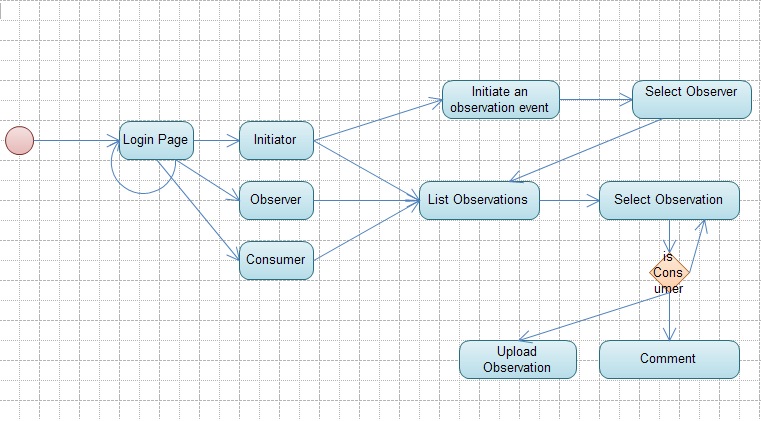 Initiate an
observation event
Select Observer
Login Page
Initiator
Observer
List Observations
Select Observation
Consumer
is
Cons
umer
Upload
Observation
Comment